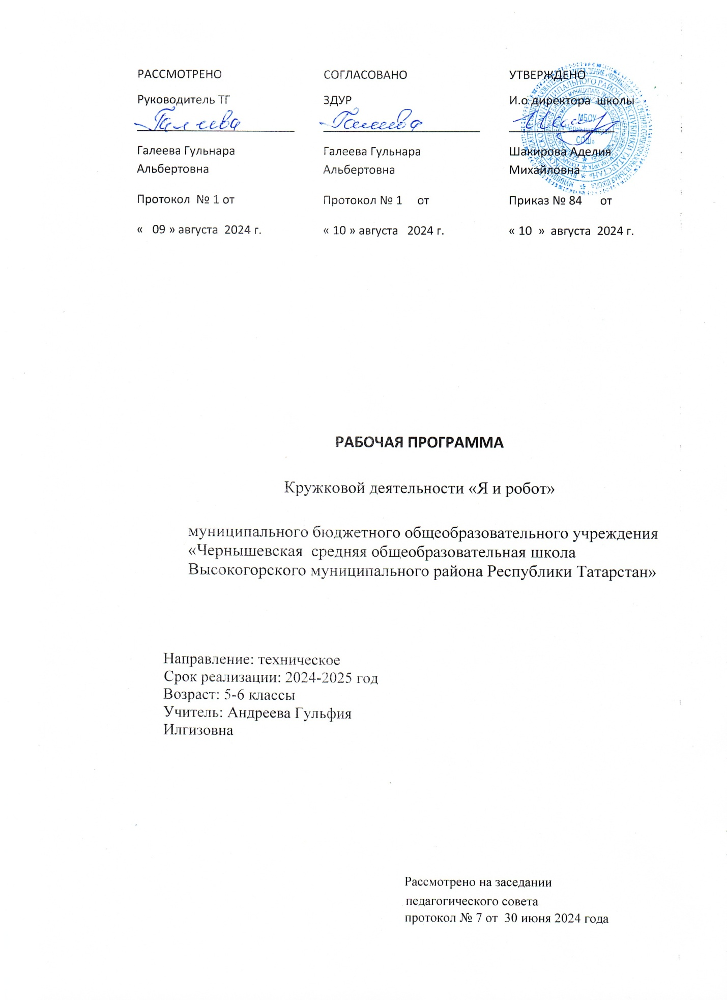 РАССМОТРЕНО
Руководитель ТГ
Галеева
Галеева Гульнара
Альбертовна
Протокол № 1 от
« 09 » августа 2024 г.
СОГЛАСОВАНО
ЗДУР
Галеева
Галеева Гульнара
Альбертовна
Протокол № 1 от
« 10 » августа 2024 г.
УТВЕРЖДЕНО
И.о директора школы
МБОУ
СОШ»
Шакирова Аделия
Михайловна
Приказ № 84 от
« 10 » августа 2024 г.
РАБОЧАЯ ПРОГРАММА
Кружковой деятельности «Я и робот»
муниципального бюджетного общеобразовательного учреждения
«Чернышевская средняя общеобразовательная школа
Высокогорского муниципального района Республики Татарстан»
Направление: техническое
Срок реализации: 2024-2025 год
Возраст: 5-6 классы
Учитель: Андреева Гульфия
Илгизовна
Рассмотрено на заседании
педагогического совета
протокол № 7 от 30 июня 2024 года